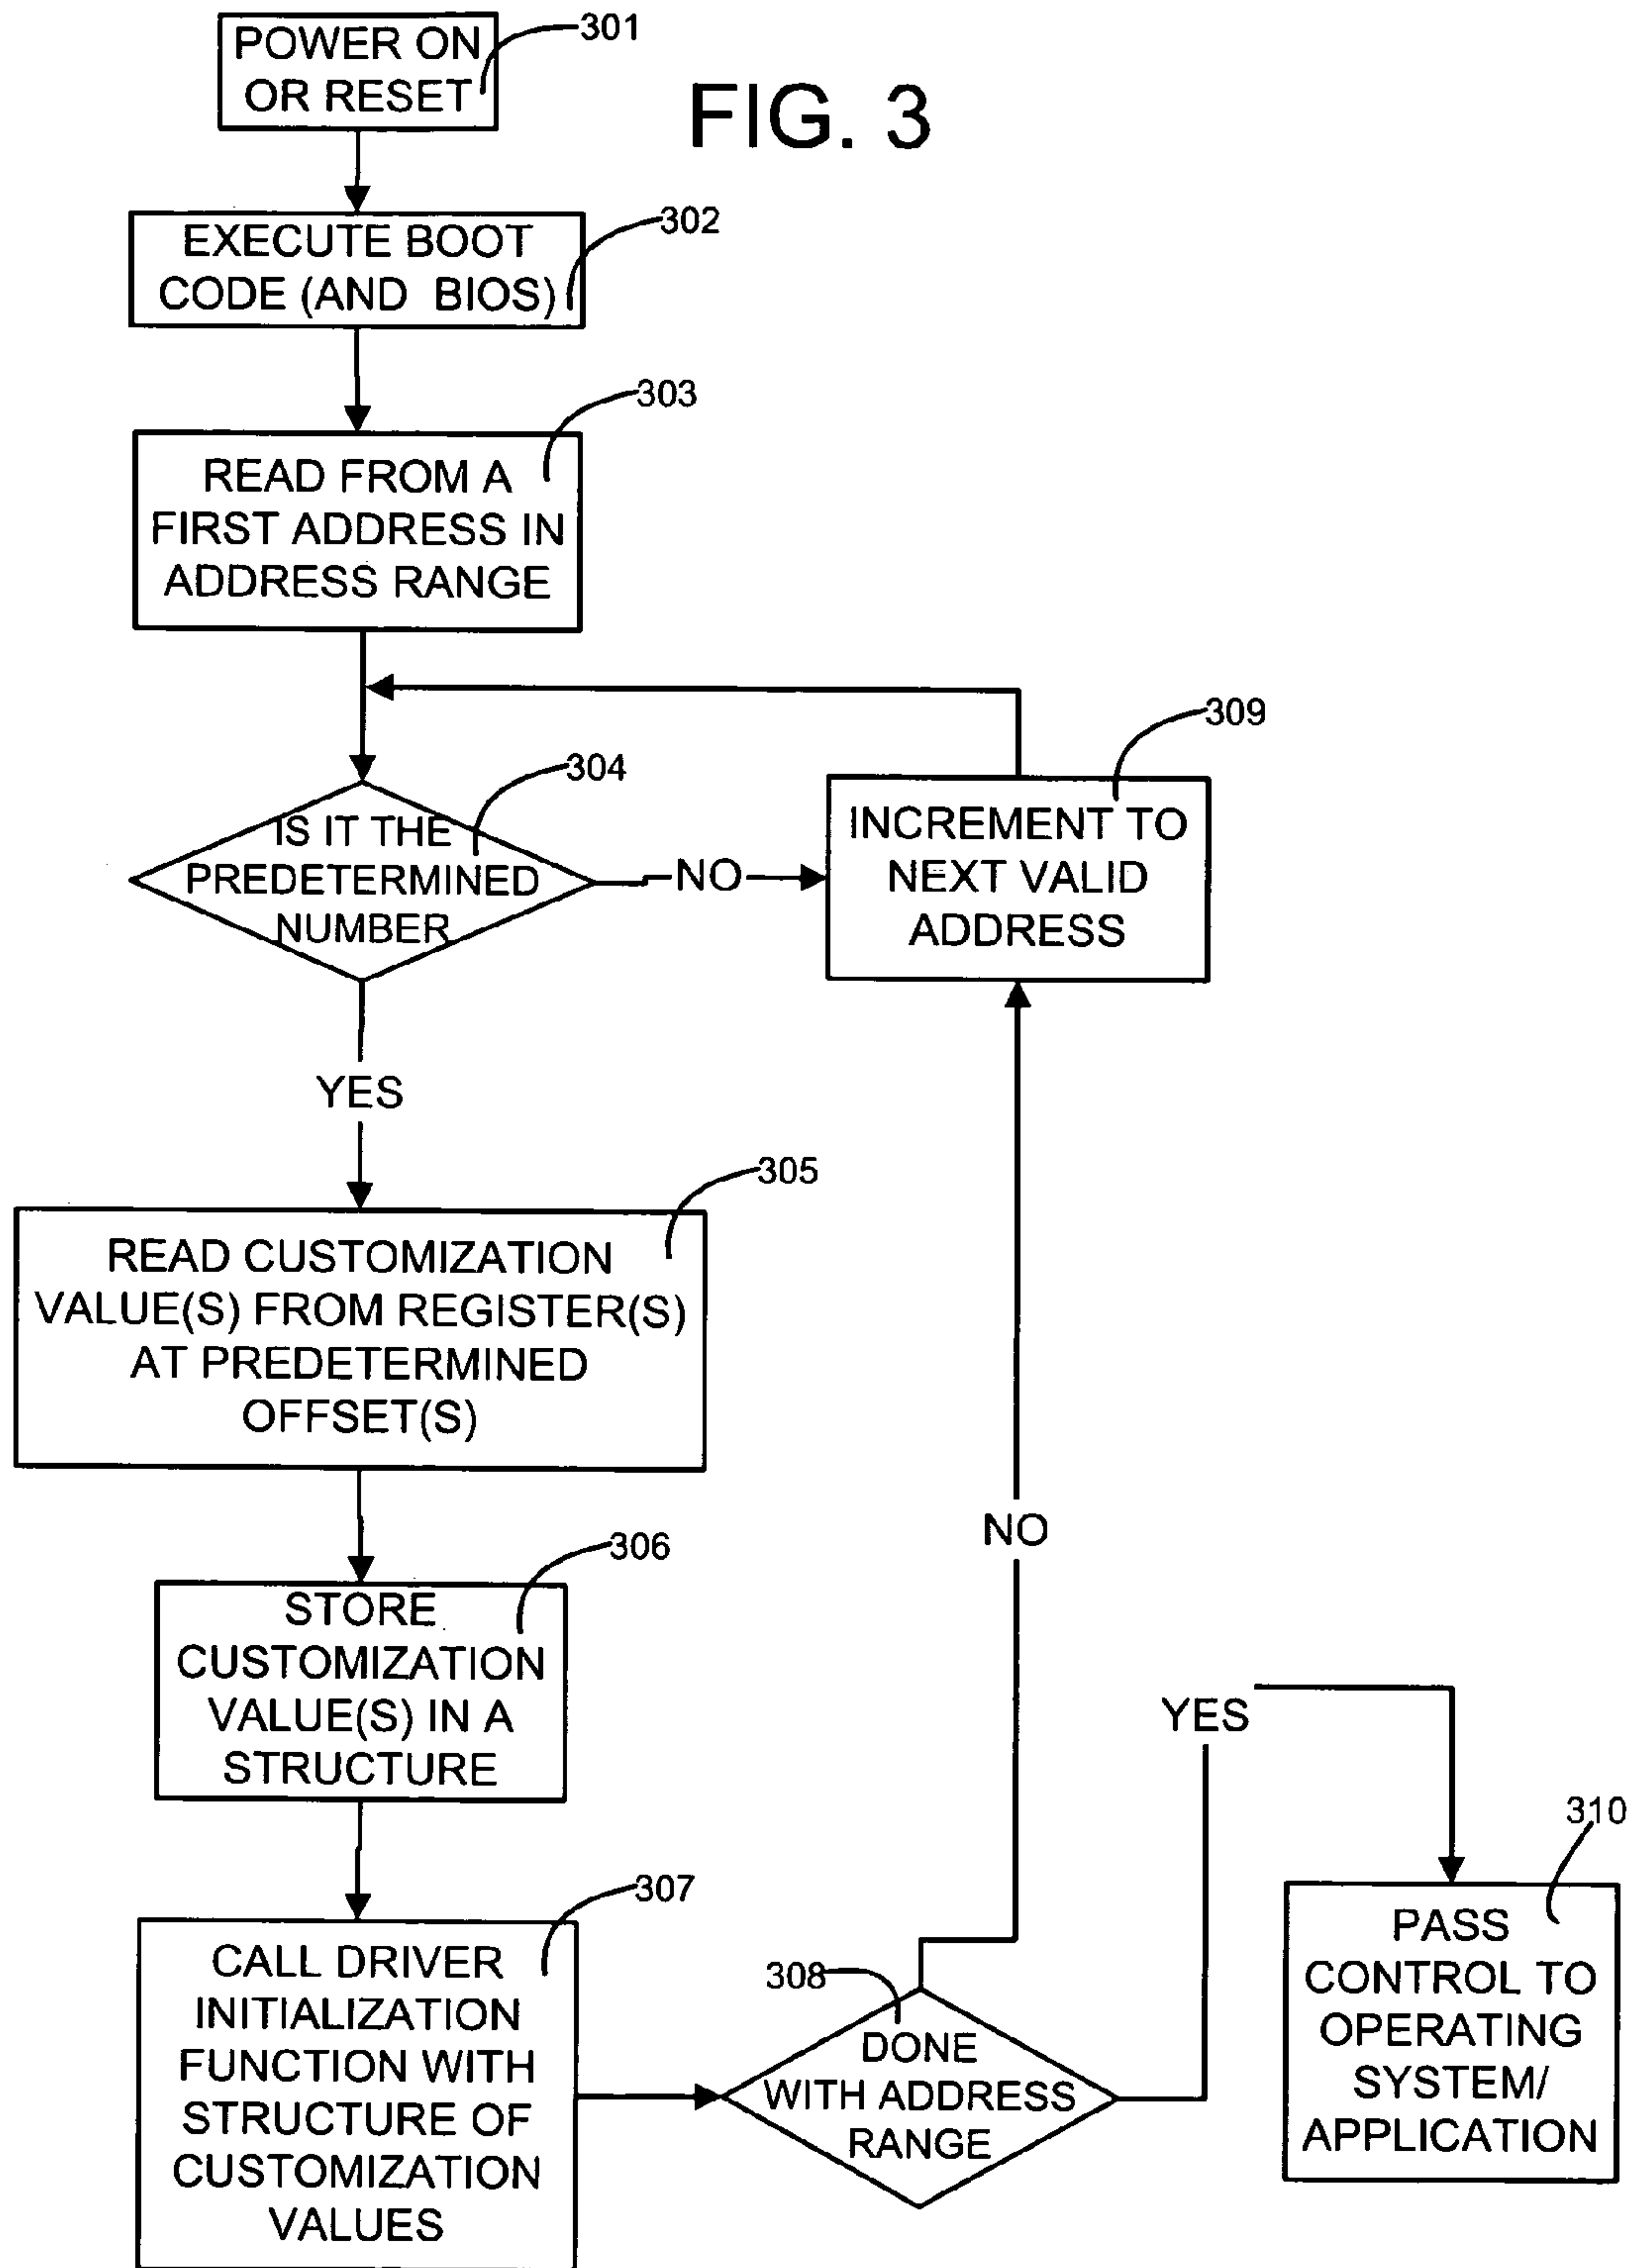 301
POWER ON
OR RESET
FIG. 3
302
EXECUTE BOOT
CODE (AND BIOS)
303
READ FROM A
FIRST ADDRESS IN
ADDRESS RANGE
304
IS IT THE
PREDETERMINED
NUMBER
NO
309
INCREMENT TO
NEXT VALID
ADDRESS
YES
305
READ CUSTOMIZATION
VALUE(S) FROM REGISTER(S)
AT PREDETERMINED
OFFSET(S)
306
STORE
CUSTOMIZATION
VALUE(S) IN A
STRUCTURE
307
CALL DRIVER
INITIALIZATION
FUNCTION WITH
STRUCTURE OF
CUSTOMIZATION
VALUES
308
DONE
WITH ADDRESS
RANGE
NO
YES
310
PASS
CONTROL TO
OPERATING
SYSTEM/
APPLICATION